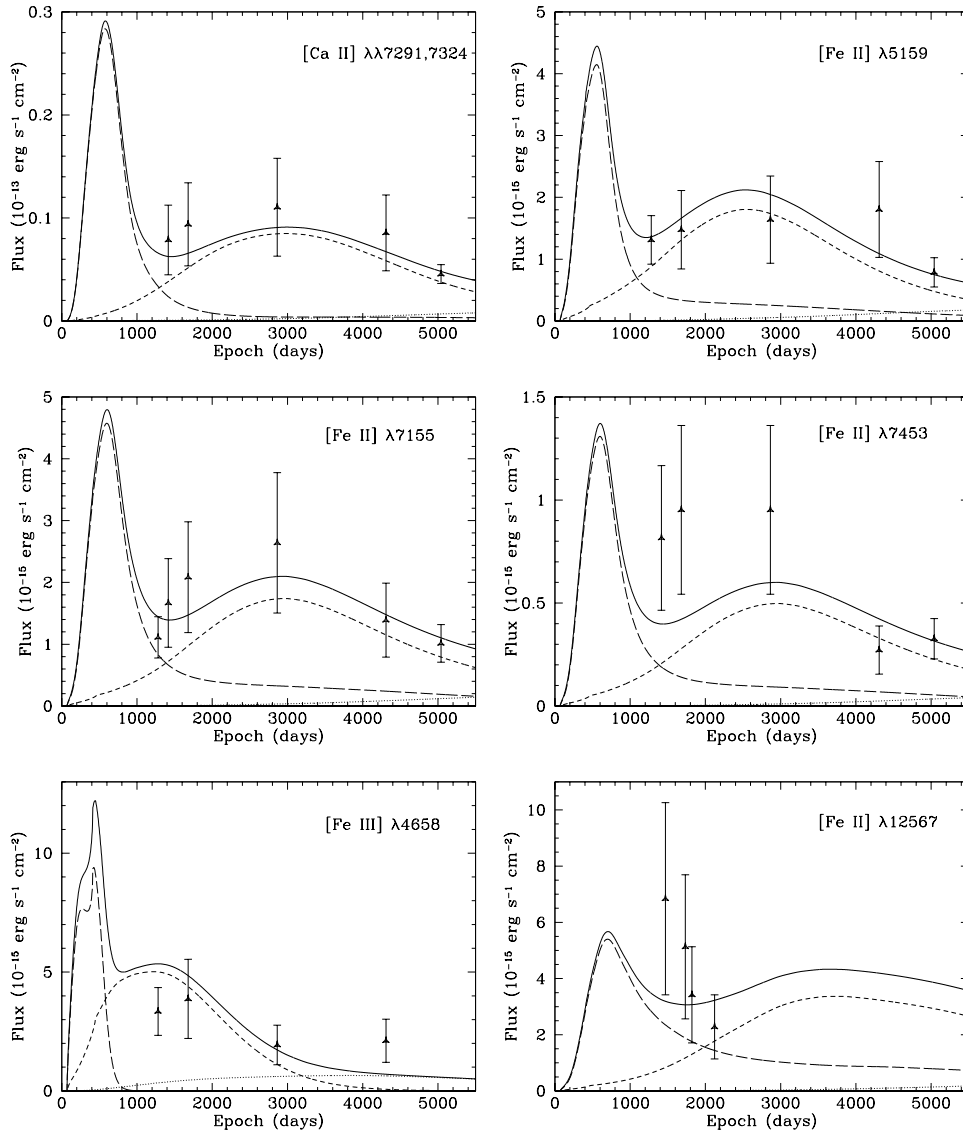 [Ca II] λλ7291,7324
Flux (10⁻¹³ erg s⁻¹ cm⁻²)
0.3
0.2
0.1
0
0 1000 2000 3000 4000 5000
Epoch (days)
[Fe II] λ5159
Flux (10⁻¹⁵ erg s⁻¹ cm⁻²)
5
4
3
2
1
0
0 1000 2000 3000 4000 5000
Epoch (days)
[Fe II] λ7155
Flux (10⁻¹⁵ erg s⁻¹ cm⁻²)
5
4
3
2
1
0
0 1000 2000 3000 4000 5000
Epoch (days)
[Fe II] λ7453
Flux (10⁻¹⁵ erg s⁻¹ cm⁻²)
1.5
1
0.5
0
0 1000 2000 3000 4000 5000
Epoch (days)
[Fe III] λ4658
Flux (10⁻¹⁵ erg s⁻¹ cm⁻²)
10
5
0
0 1000 2000 3000 4000 5000
Epoch (days)
[Fe II] λ12567
Flux (10⁻¹⁵ erg s⁻¹ cm⁻²)
10
8
6
4
2
0
0 1000 2000 3000 4000 5000
Epoch (days)